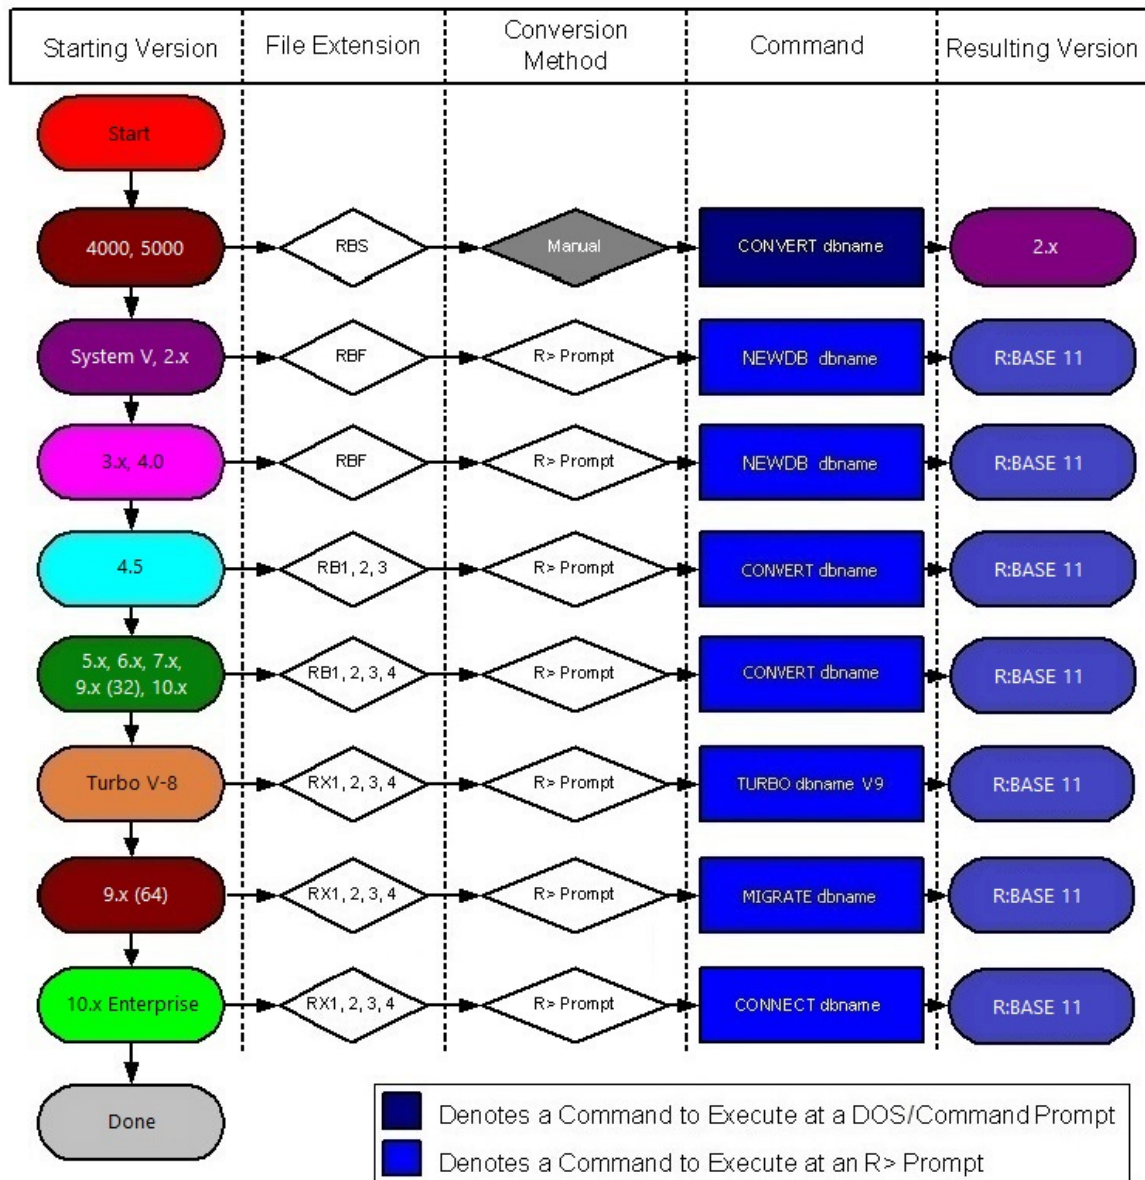 Starting Version
File Extension
Conversion
Method
Command
Resulting Version
Start
4000, 5000
RBS
Manual
CONVERT dbname
2.x
System V, 2.x
RBF
R> Prompt
NEWDB dbname
R:BASE 11
3.x, 4.0
RBF
R> Prompt
NEWDB dbname
R:BASE 11
4.5
RB1, 2, 3
R> Prompt
CONVERT dbname
R:BASE 11
5.x, 6.x, 7.x,
9.x (32), 10.x
RB1, 2, 3, 4
R> Prompt
CONVERT dbname
R:BASE 11
Turbo V-8
RX1, 2, 3, 4
R> Prompt
TURBO dbname V9
R:BASE 11
9.x (64)
RX1, 2, 3, 4
R> Prompt
MIGRATE dbname
R:BASE 11
10.x Enterprise
RX1, 2, 3, 4
R> Prompt
CONNECT dbname
R:BASE 11
Done
Denotes a Command to Execute at a DOS/Command Prompt
Denotes a Command to Execute at an R> Prompt